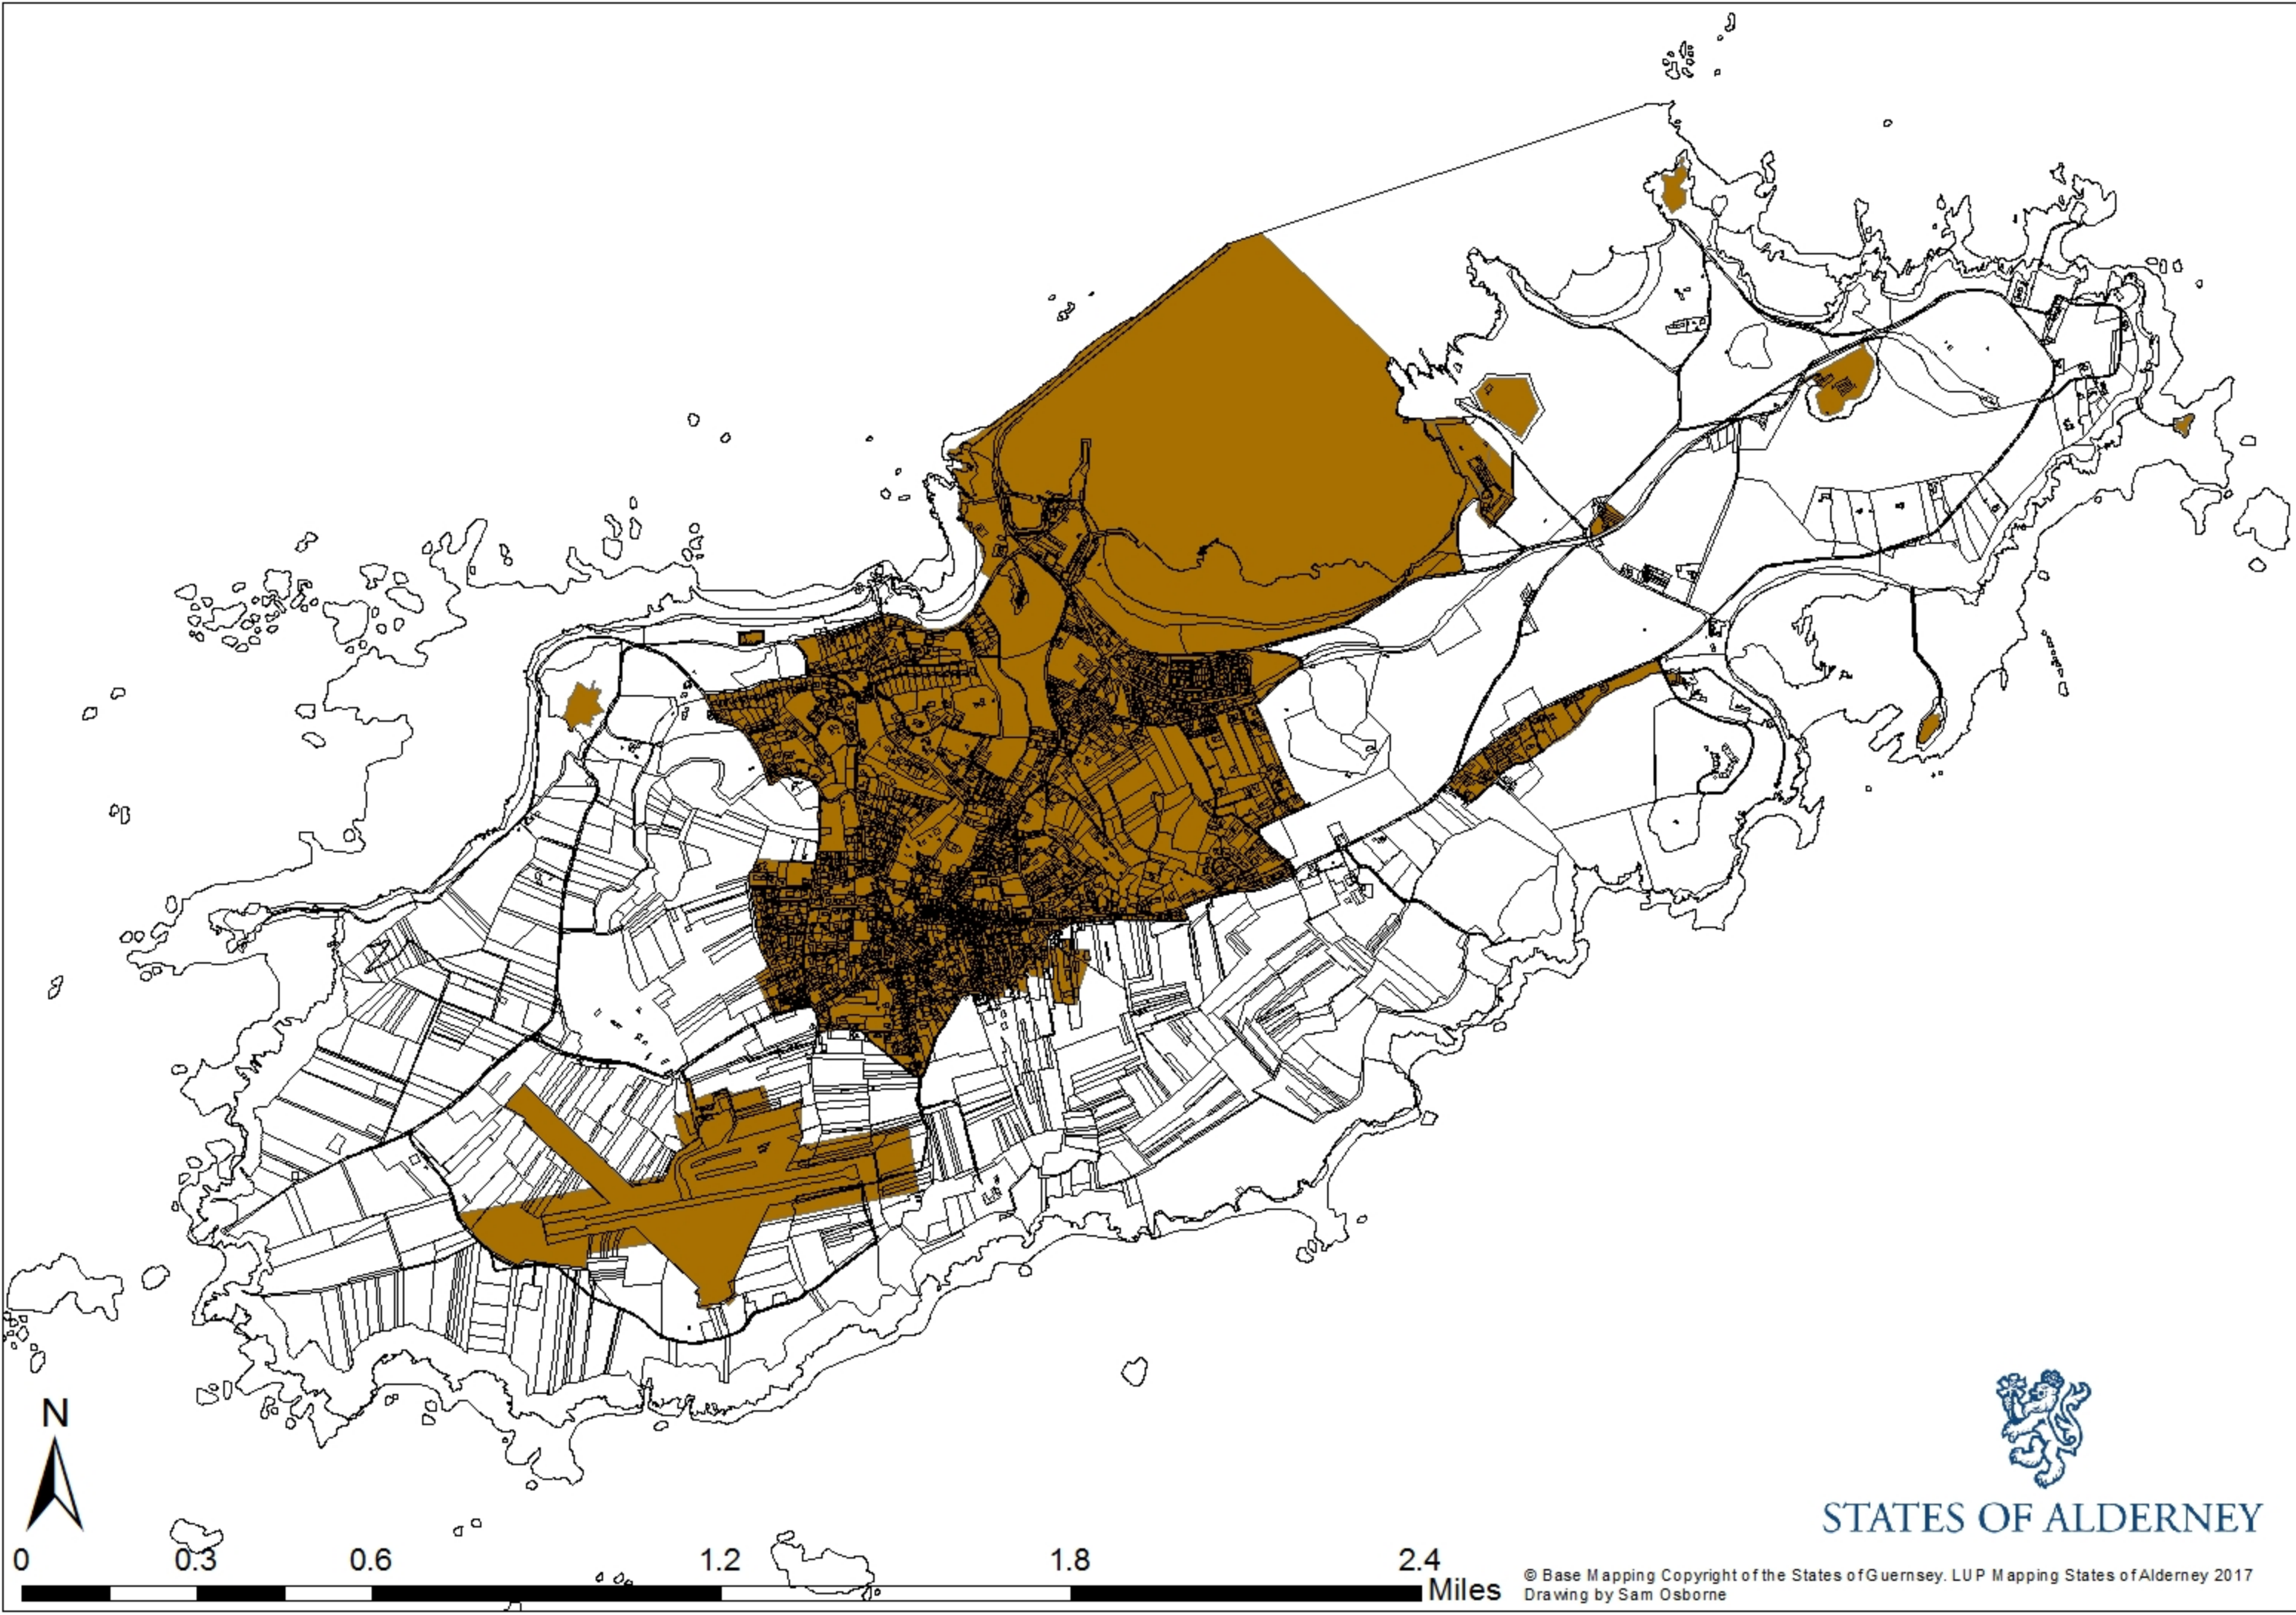 N
0 0.3 0.6 1.2 1.8 2.4
Miles
STATES OF ALDERNEY
© Base Mapping Copyright of the States of Guernsey. LUP Mapping States of Alderney 2017
Drawing by Sam Osborne